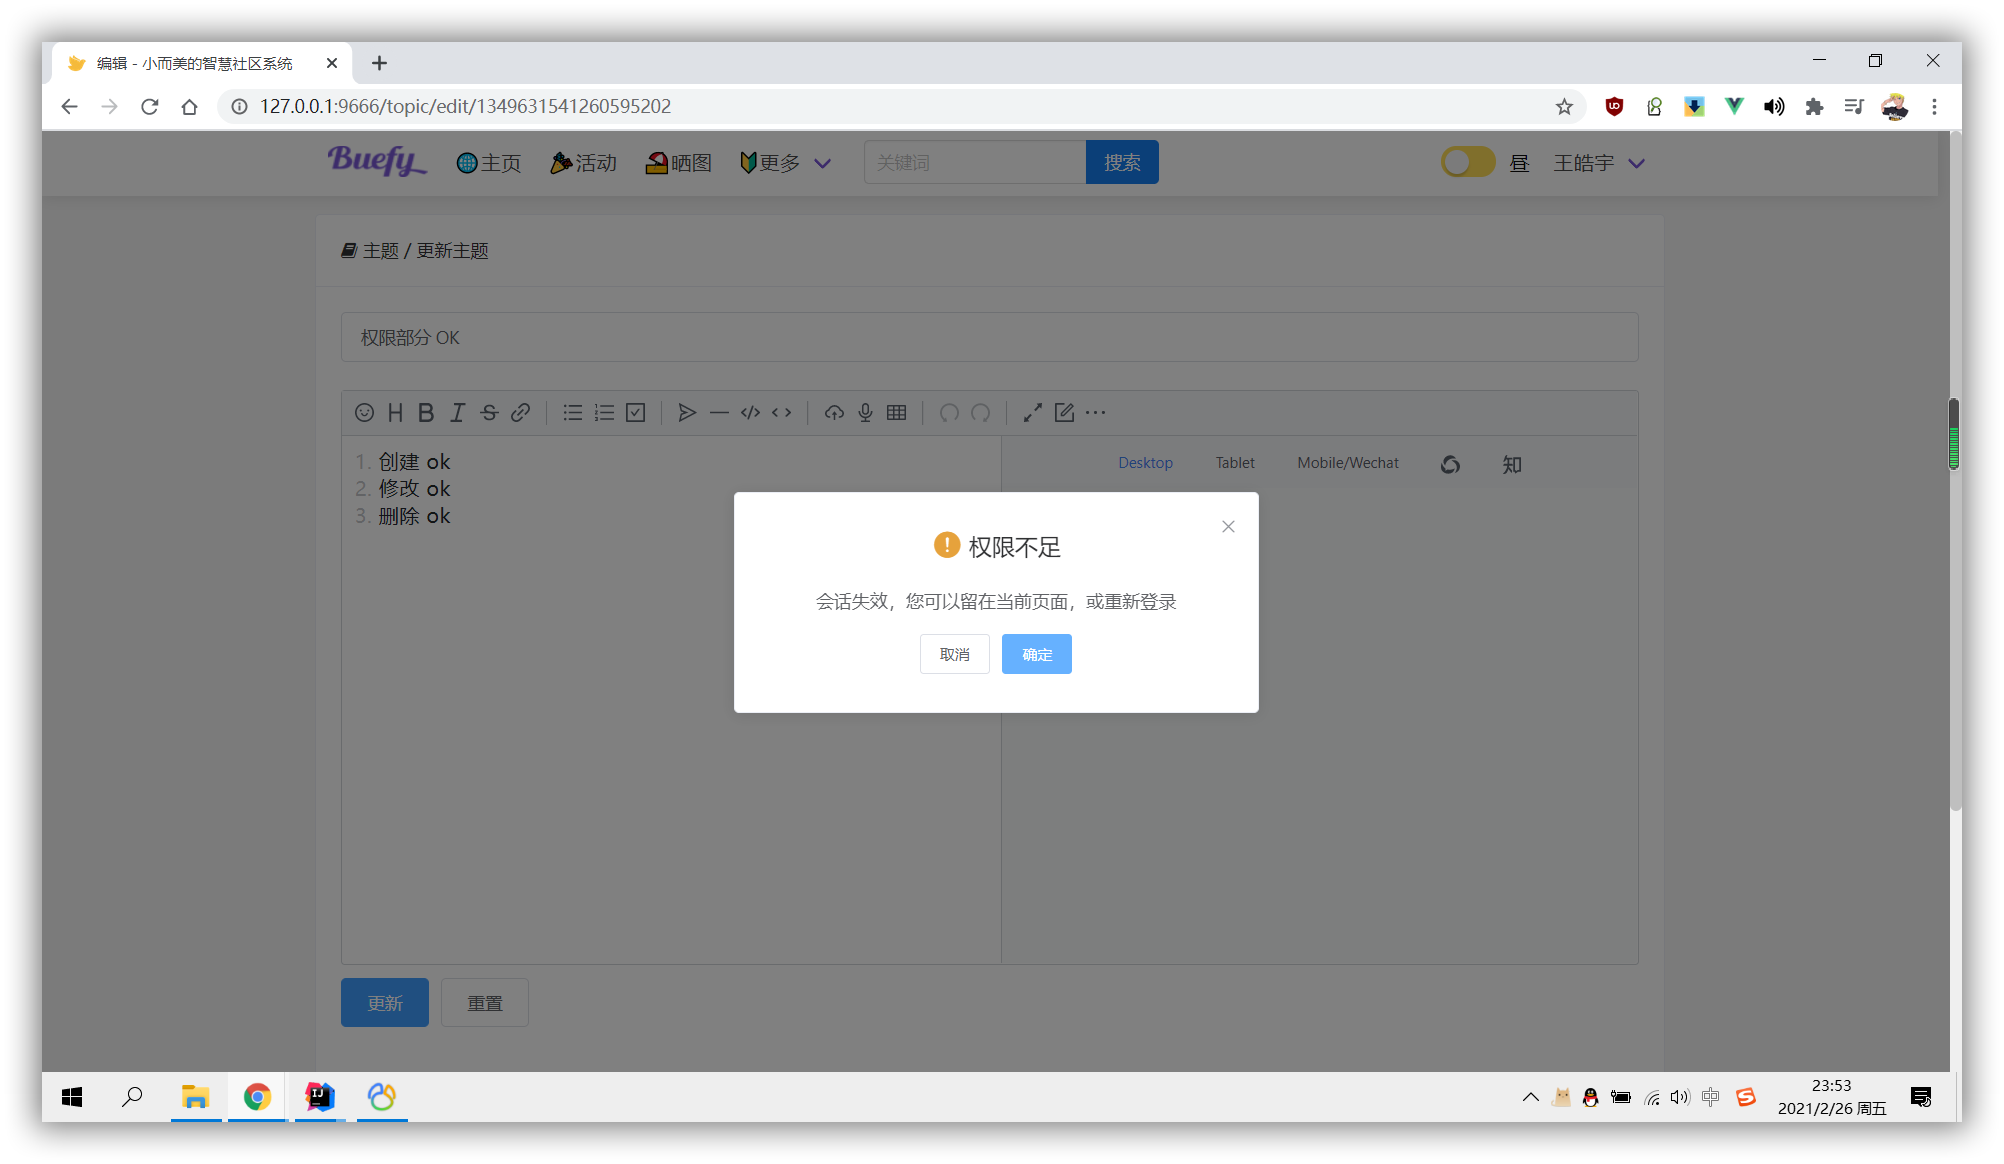 编辑 - 小而美的智慧社区系统
127.0.0.1:9666/topic/edit/1349631541260595202
Buefy 主页 活动 晒图 更多 关键词 搜索 昼 王皓宇
主题 / 更新主题
权限部分 OK
1. 创建 ok
2. 修改 ok
3. 删除 ok
Desktop Tablet Mobile/Wechat 知
权限不足
会话失效，您可以留在当前页面，或重新登录
取消 确定
更新 重置
中
23:53
2021/2/26 周五